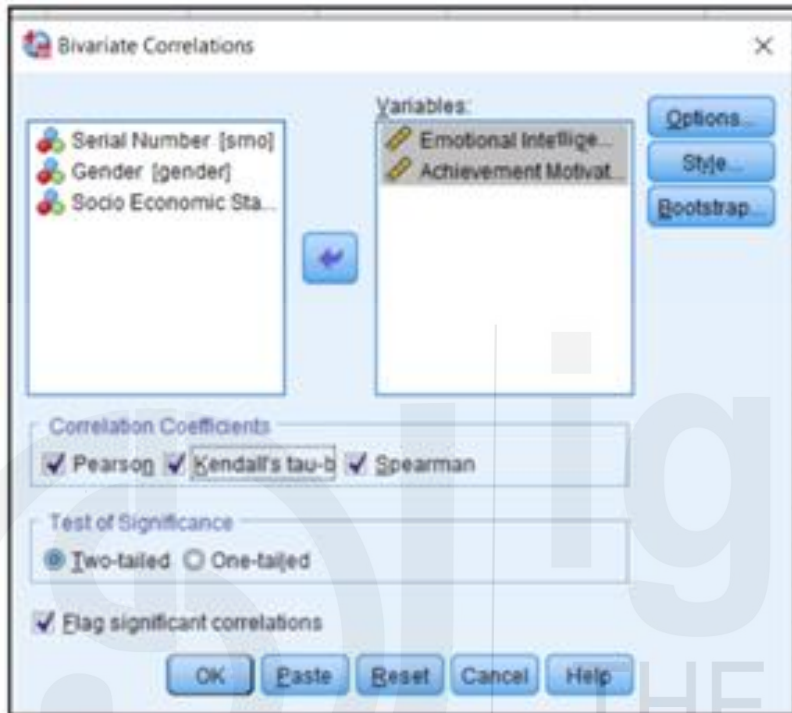 Bivariate Correlations
Variables:
Serial Number [srno]
Gender [gender]
Socio Economic Sta...
Emotional Intellige...
Achievement Motivat...
Options...
Style...
Bootstrap...
Correlation Coefficients
Pearson Kendall's tau-b Spearman
Test of Significance
Two-tailed One-tailed
Flag significant correlations
OK Paste Reset Cancel Help
ig
THE